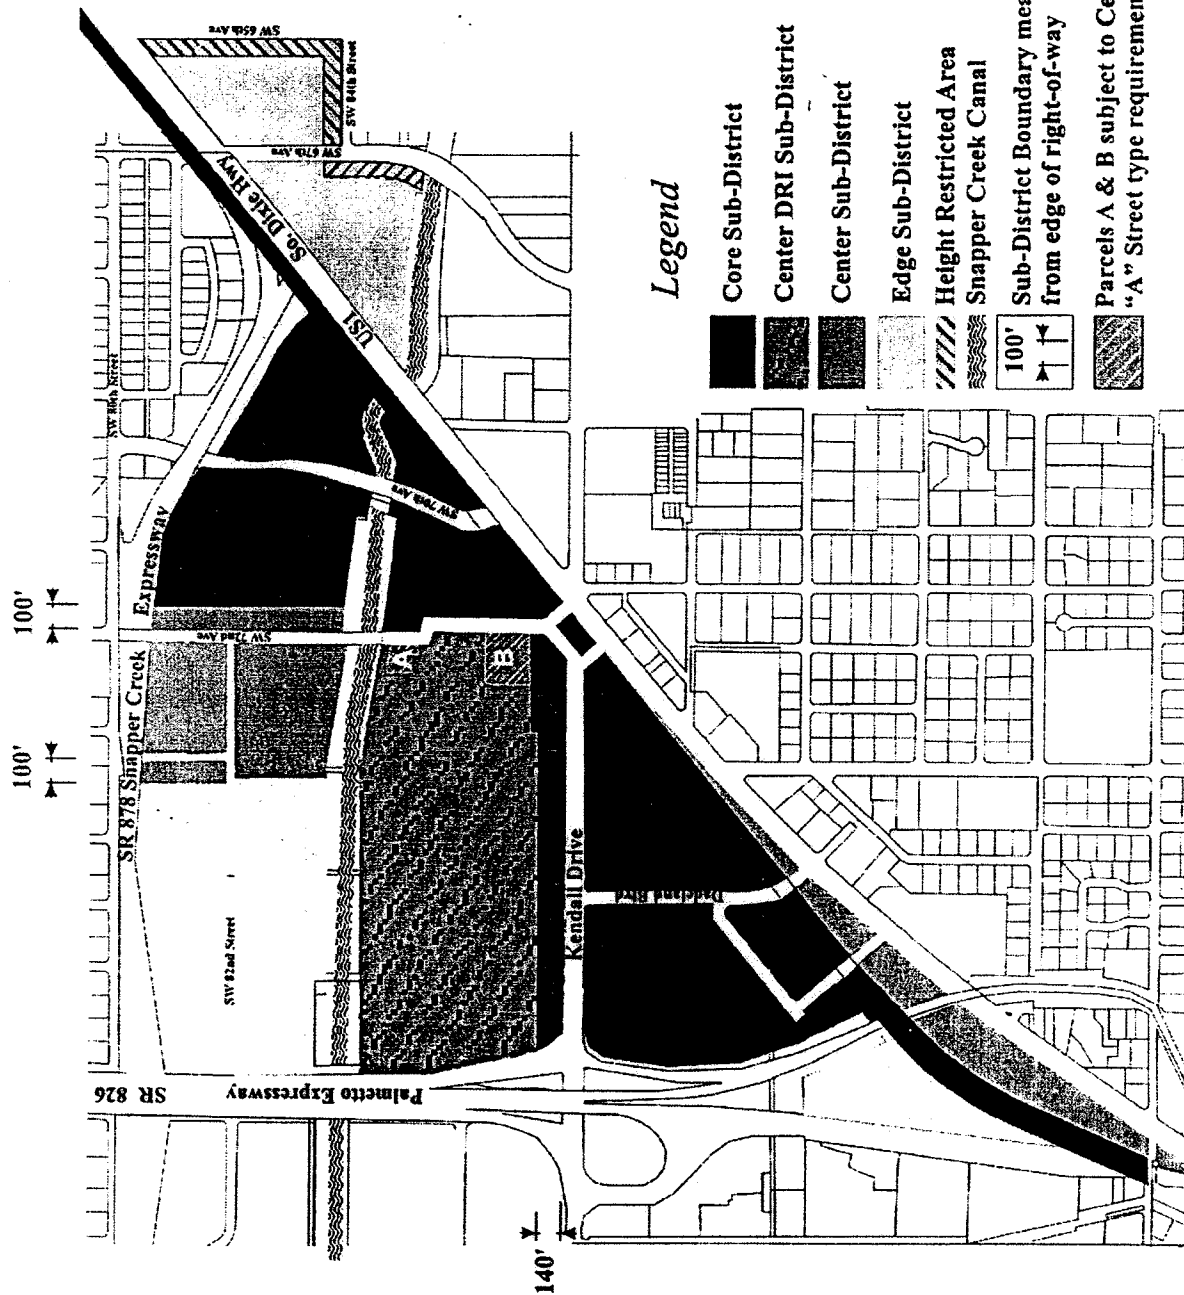 100'
100'
140'
SW 65th Ave
SW 84th Street
SW 67th Ave
So. Dixie Hwy
US1
SW 80th Street
Expressway
SW 70th Ave
SW 72nd Ave
SR 878 Snapper Creek
A
B
Kendall Drive
Dadeland Blvd
SW 82nd Street
Palmetto Expressway
SR 826
Legend
Core Sub-District
Center DRI Sub-District
Center Sub-District
Edge Sub-District
Height Restricted Area
Snapper Creek Canal
100'
Sub-District Boundary mea
from edge of right-of-way
Parcels A & B subject to Ce
“A” Street type requiremen